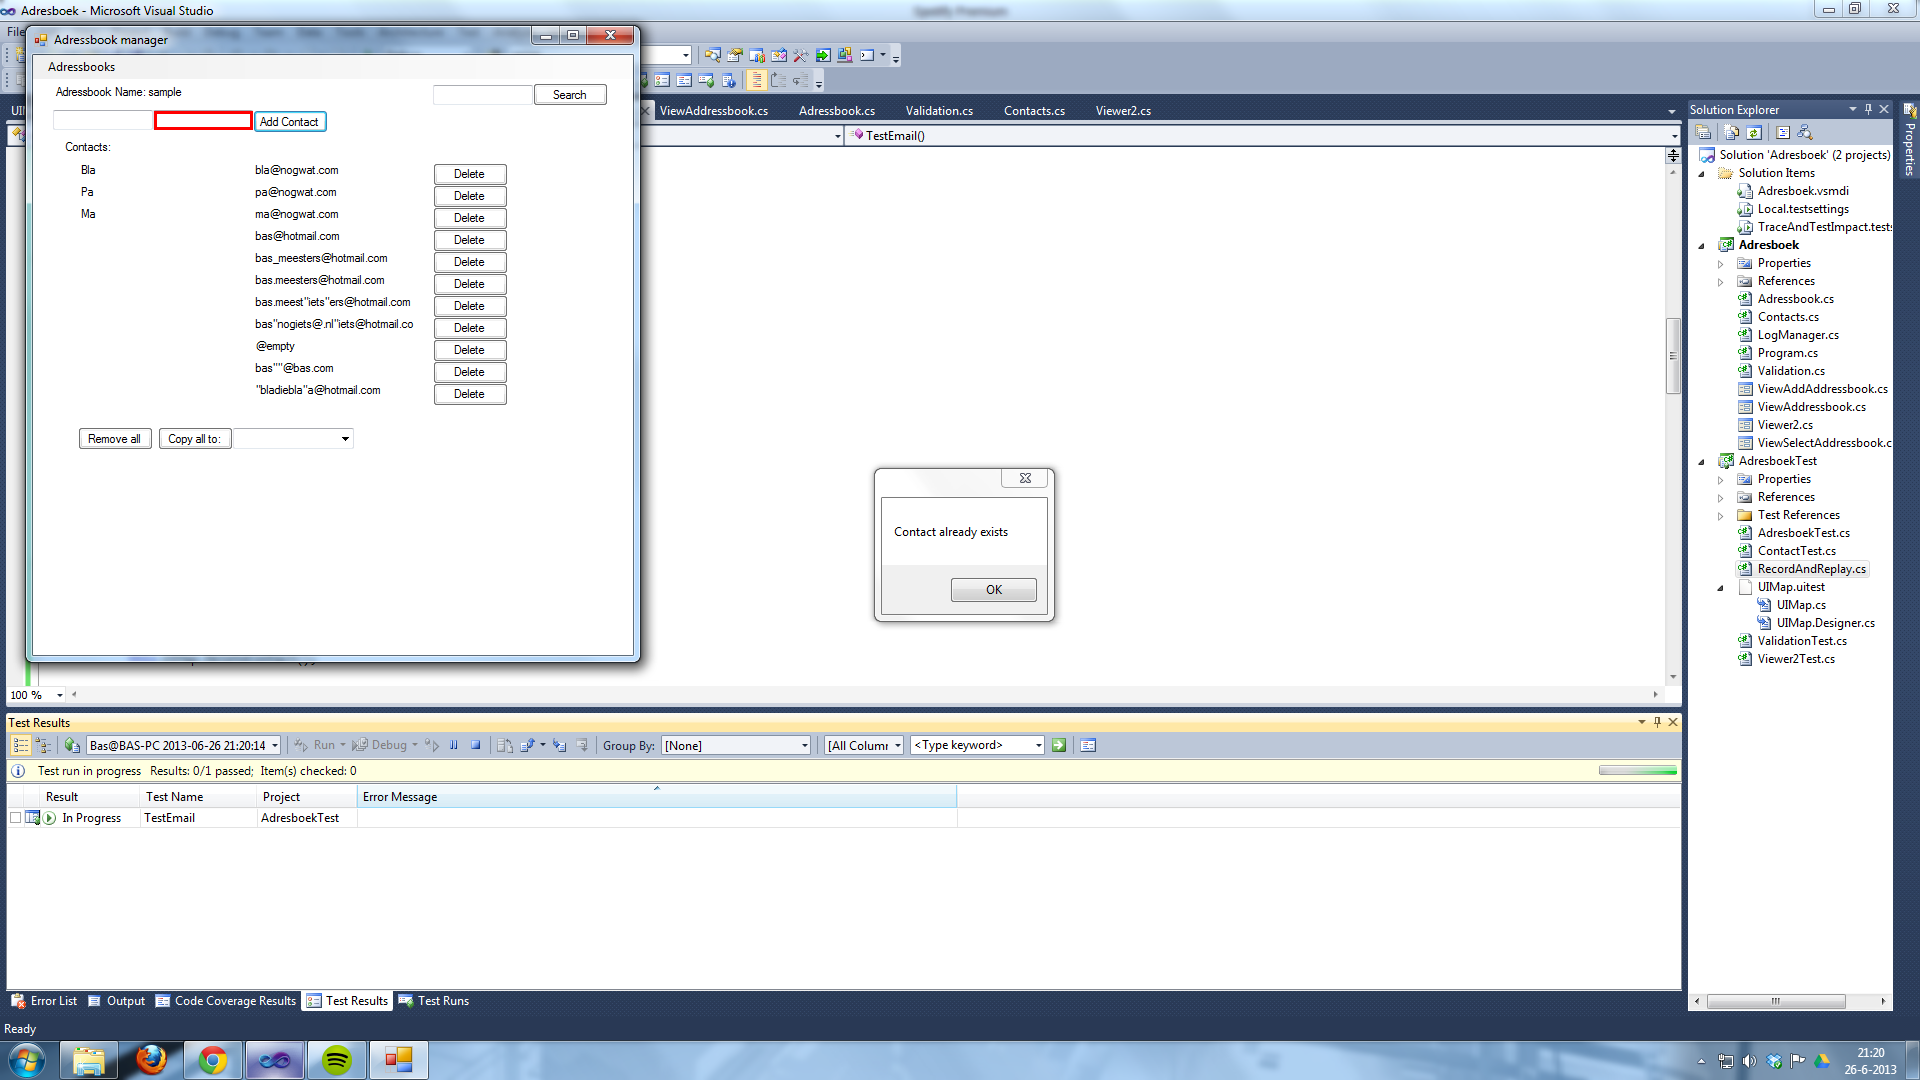 Adresboek - Microsoft Visual Studio
Adressbook manager
Adressbooks
Adressbook Name: sample
Search
Add Contact
Contacts:
Bla bla@nogwat.com Delete
Pa pa@nogwat.com Delete
Ma ma@nogwat.com Delete
bas@hotmail.com Delete
bas_meesters@hotmail.com Delete
bas.meesters@hotmail.com Delete
bas.meest"iets"ers@hotmail.com Delete
bas"nogiets@.nl"iets@hotmail.co Delete
@empty Delete
bas""@bas.com Delete
"bladiebla"a@hotmail.com Delete
Remove all Copy all to:
ViewAddressbook.cs Adressbook.cs Validation.cs Contacts.cs Viewer2.cs
TestEmail()
Contact already exists
OK
Solution Explorer
Properties
Solution 'Adresboek' (2 projects)
Solution Items
Adresboek.vsmdi
Local.testsettings
TraceAndTestImpact.tests
Adresboek
Properties
References
Adressbook.cs
Contacts.cs
LogManager.cs
Program.cs
Validation.cs
ViewAddAddressbook.cs
ViewAddressbook.cs
Viewer2.cs
ViewSelectAddressbook.c
AdresboekTest
Properties
References
Test References
AdresboekTest.cs
ContactTest.cs
RecordAndReplay.cs
UIMap.uitest
UIMap.cs
UIMap.Designer.cs
ValidationTest.cs
Viewer2Test.cs
100 %
Test Results
Bas@BAS-PC 2013-06-26 21:20:14 Run Debug Group By: [None] [All Colum <Type keyword>
Test run in progress Results: 0/1 passed; Item(s) checked: 0
Result Test Name Project Error Message
In Progress TestEmail AdresboekTest
Error List Output Code Coverage Results Test Results Test Runs
Ready
21:20
26-6-2013